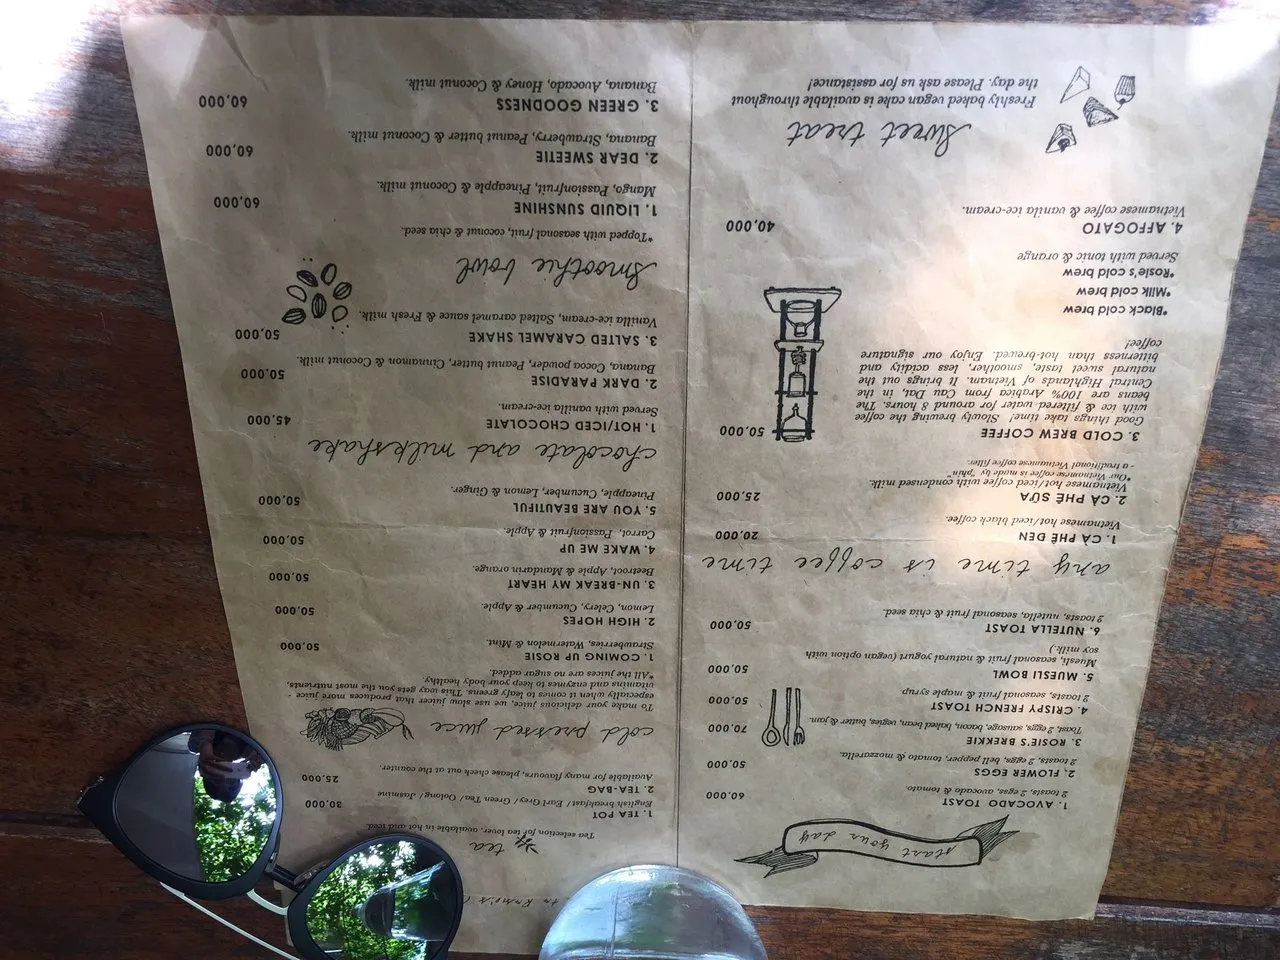 start your day
1. AVOCADO TOAST 60,000
2 toasts, 2 eggs, avocado & tomato.
2. FLOWER EGGS 50,000
2 toasts, 2 eggs, bell pepper, tomato & mozzarella.
3. ROSIE'S BREKKIE 70,000
Toast, 2 eggs, sausage, bacon, baked bean, vegies, butter & jam.
4. CRISPY FRENCH TOAST 50,000
2 toasts, seasonal fruit & maple syrup
5. MUESLI BOWL 50,000
Muesli, seasonal fruit & natural yogurt (vegan option with
soy milk.)
6. NUTELLA TOAST 50,000
2 toasts, nutella, seasonal fruit & chia seed.
any time is coffee time
1. CÀ PHÊ ĐEN 20,000
Vietnamese hot/iced black coffee.
2. CÀ PHÊ SỮA 25,000
Vietnamese hot/iced coffee with condensed milk.
*Our Vietnamese coffee is made by "phin"
- a traditional Vietnamese coffee filter.
3. COLD BREW COFFEE 50,000
Good things take time! Slowly brewing the coffee
with ice & filtered water for around 8 hours. The
beans are 100% Arabica from Cau Dat, in the
Central Highlands of Vietnam. It brings out the
natural sweet taste, smoother, less acidity and
bitterness than hot-brewed. Enjoy our signature
coffee!
*Black cold brew
*Milk cold brew
*Rosie's cold brew
Served with tonic & orange
4. AFFOGATO 40,000
Vietnamese coffee & vanila ice-cream.
Sweet treat
Freshly baked vegan cake is available throughout
the day. Please ask us for assistance!
tea
Tea selection for tea lover, available in hot and iced
1. TEA POT 30,000
English breakfast/ Earl Grey/ Green Tea/ Oolong/ Jasmine
2. TEA-BAG 25,000
Available for many flavours, please check out at the counter.
cold pressed juice
To make your delicious juice, we use slow juicer that produces more juice -
especially when it comes to leafy greens. This way gets you the most nutrients,
vitamins and enzymes to keep your body healthy.
*All the juices are no sugar added.
1. COMING UP ROSIE 50,000
Strawberries, Watermelon & Mint.
2. HIGH HOPES 50,000
Lemon, Celery, Cucumber & Apple.
3. UN-BREAK MY HEART 50,000
Beetroot, Apple & Mandarin orange.
4. WAKE ME UP 50,000
Carrot, Passionfruit & Apple.
5. YOU ARE BEAUTIFUL 50,000
Pineapple, Cucumber, Lemon & Ginger.
chocolate and milkshake
1. HOT/ICED CHOCOLATE 45,000
Served with vanilla ice-cream.
2. DARK PARADISE 50,000
Banana, Cocoa powder, Peanut butter, Cinnamon & Coconut milk.
3. SALTED CARAMEL SHAKE 50,000
Vanilla ice-cream, Salted caramel sauce & Fresh milk.
Smoothie bowl
*Topped with seasonal fruit, coconut & chia seed.
1. LIQUID SUNSHINE 60,000
Mango, Passionfruit, Pineapple & Coconut milk.
2. DEAR SWEETIE 60,000
Banana, Strawberry, Peanut butter & Coconut milk.
3. GREEN GOODNESS 60,000
Banana, Avocado, Honey & Coconut milk.